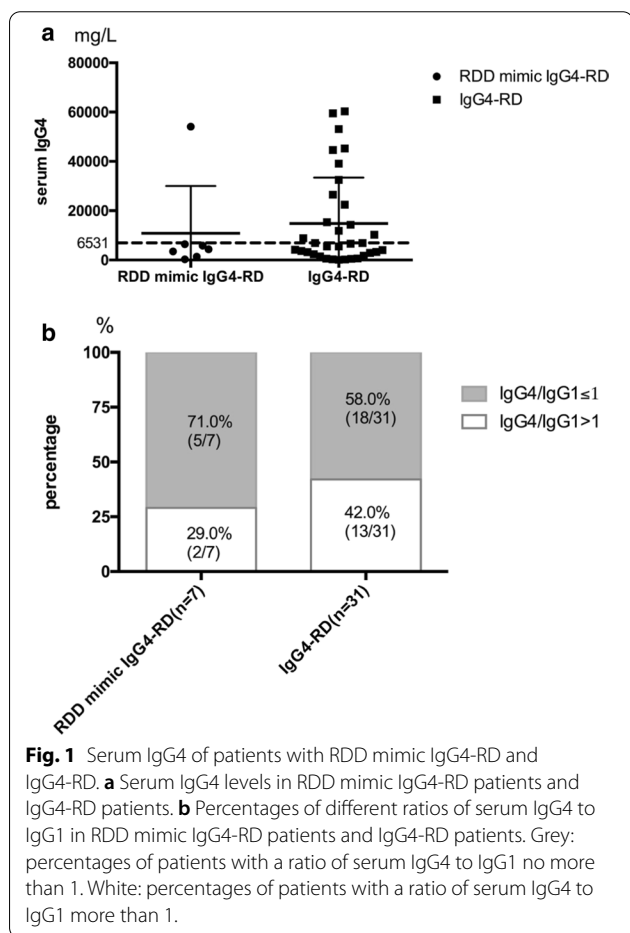 a mg/L
80000
60000
40000
20000
6531
0
serum IgG4
RDD mimic IgG4-RD IgG4-RD
RDD mimic IgG4-RD
IgG4-RD
b %
100
75
50
25
0
percentage
71.0%
(5/7)
29.0%
(2/7)
58.0%
(18/31)
42.0%
(13/31)
IgG4/IgG1≤1
IgG4/IgG1>1
RDD mimic IgG4-RD(n=7)
IgG4-RD(n=31)
Fig. 1 Serum IgG4 of patients with RDD mimic IgG4-RD and
IgG4-RD. a Serum IgG4 levels in RDD mimic IgG4-RD patients and
IgG4-RD patients. b Percentages of different ratios of serum IgG4 to
IgG1 in RDD mimic IgG4-RD patients and IgG4-RD patients. Grey:
percentages of patients with a ratio of serum IgG4 to IgG1 no more
than 1. White: percentages of patients with a ratio of serum IgG4 to
IgG1 more than 1.